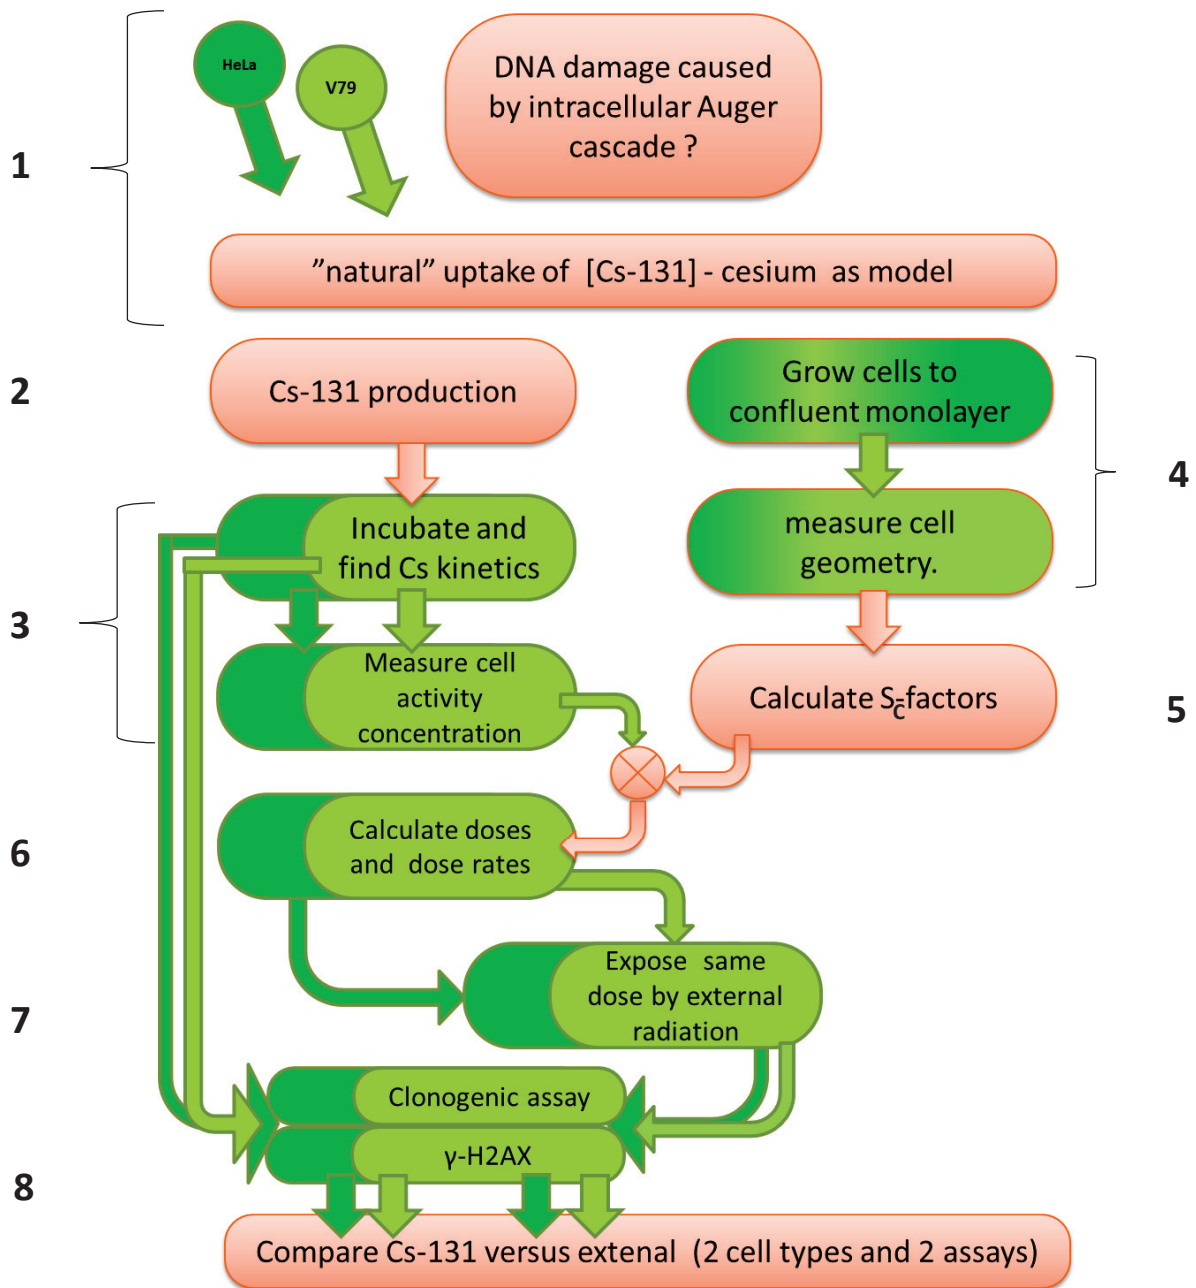 HeLa
V79
DNA damage caused
by intracellular Auger
cascade ?
1
”natural” uptake of [Cs-131] - cesium as model
2
Cs-131 production
Grow cells to
confluent monolayer
4
Incubate and
find Cs kinetics
measure cell
geometry.
3
Measure cell
activity
concentration
Calculate S_c̄-factors
5
6
Calculate doses
and dose rates
Expose same
dose by external
radiation
7
Clonogenic assay
γ-H2AX
8
Compare Cs-131 versus extenal (2 cell types and 2 assays)